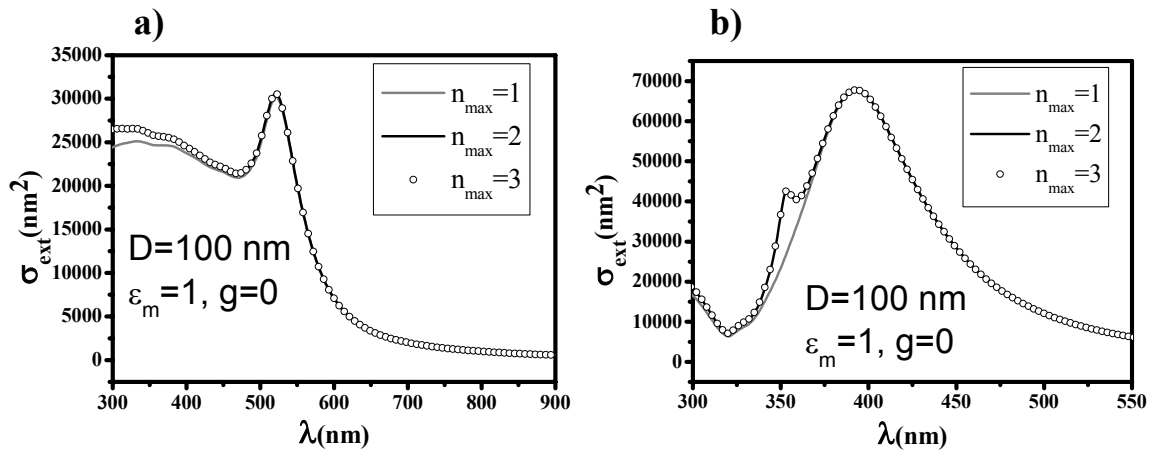 a)
35000
30000
25000
20000
15000
10000
5000
0
σext(nm²)
300 400 500 600 700 800 900
λ(nm)
nmax=1
nmax=2
nmax=3
D=100 nm
εm=1, g=0
b)
70000
60000
50000
40000
30000
20000
10000
0
σext(nm²)
300 350 400 450 500 550
λ(nm)
nmax=1
nmax=2
nmax=3
D=100 nm
εm=1, g=0